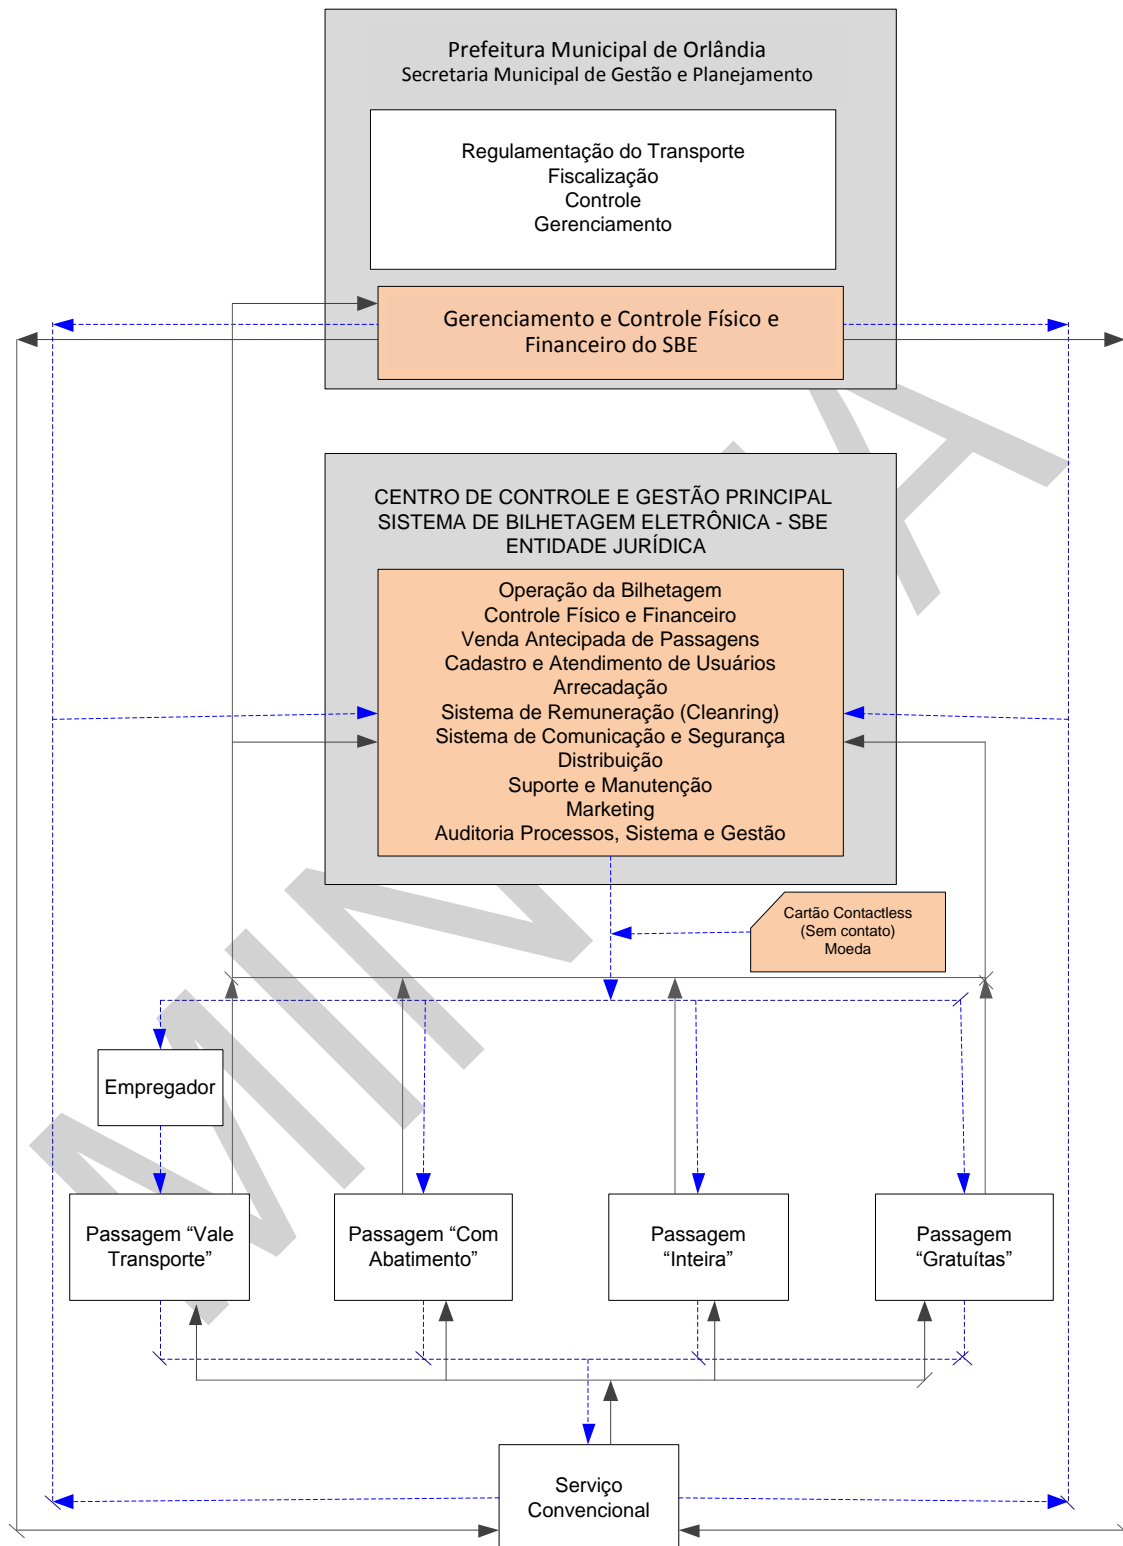 Prefeitura Municipal de Orlândia
Secretaria Municipal de Gestão e Planejamento
Regulamentação do Transporte
Fiscalização
Controle
Gerenciamento
Gerenciamento e Controle Físico e
Financeiro do SBE
CENTRO DE CONTROLE E GESTÃO PRINCIPAL
SISTEMA DE BILHETAGEM ELETRÔNICA - SBE
ENTIDADE JURÍDICA
Operação da Bilhetagem
Controle Físico e Financeiro
Venda Antecipada de Passagens
Cadastro e Atendimento de Usuários
Arrecadação
Sistema de Remuneração (Cleanring)
Sistema de Comunicação e Segurança
Distribuição
Suporte e Manutenção
Marketing
Auditoria Processos, Sistema e Gestão
Cartão Contactless
(Sem contato)
Moeda
Empregador
Passagem “Vale
Transporte”
Passagem “Com
Abatimento”
Passagem
“Inteira”
Passagem
“Gratuítas”
Serviço
Convencional